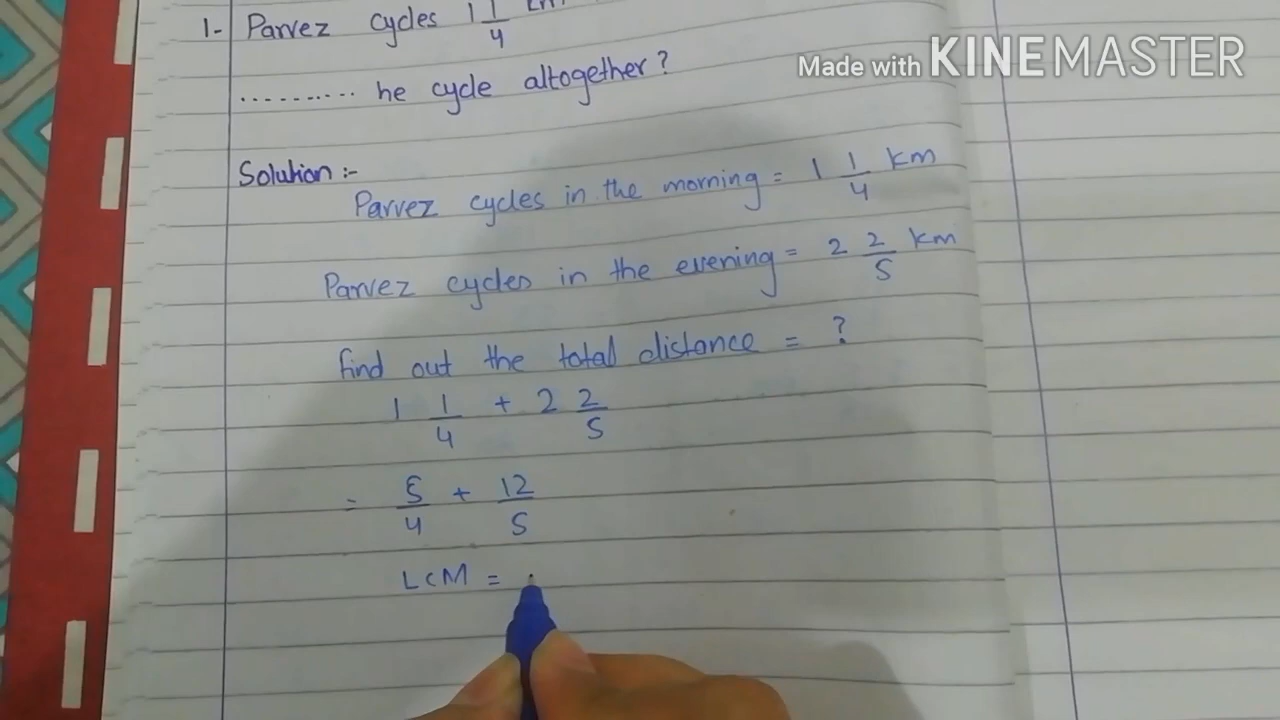 1- Parvez cycles 1 1/4 km
Made with KINEMASTER
.......... he cycle altogether?
Solution :-
Parvez cycles in the morning = 1 1/4 km
Parvez cycles in the evening = 2 2/5 km
find out the total distance = ?
1 1/4 + 2 2/5
= 5/4 + 12/5
LCM =